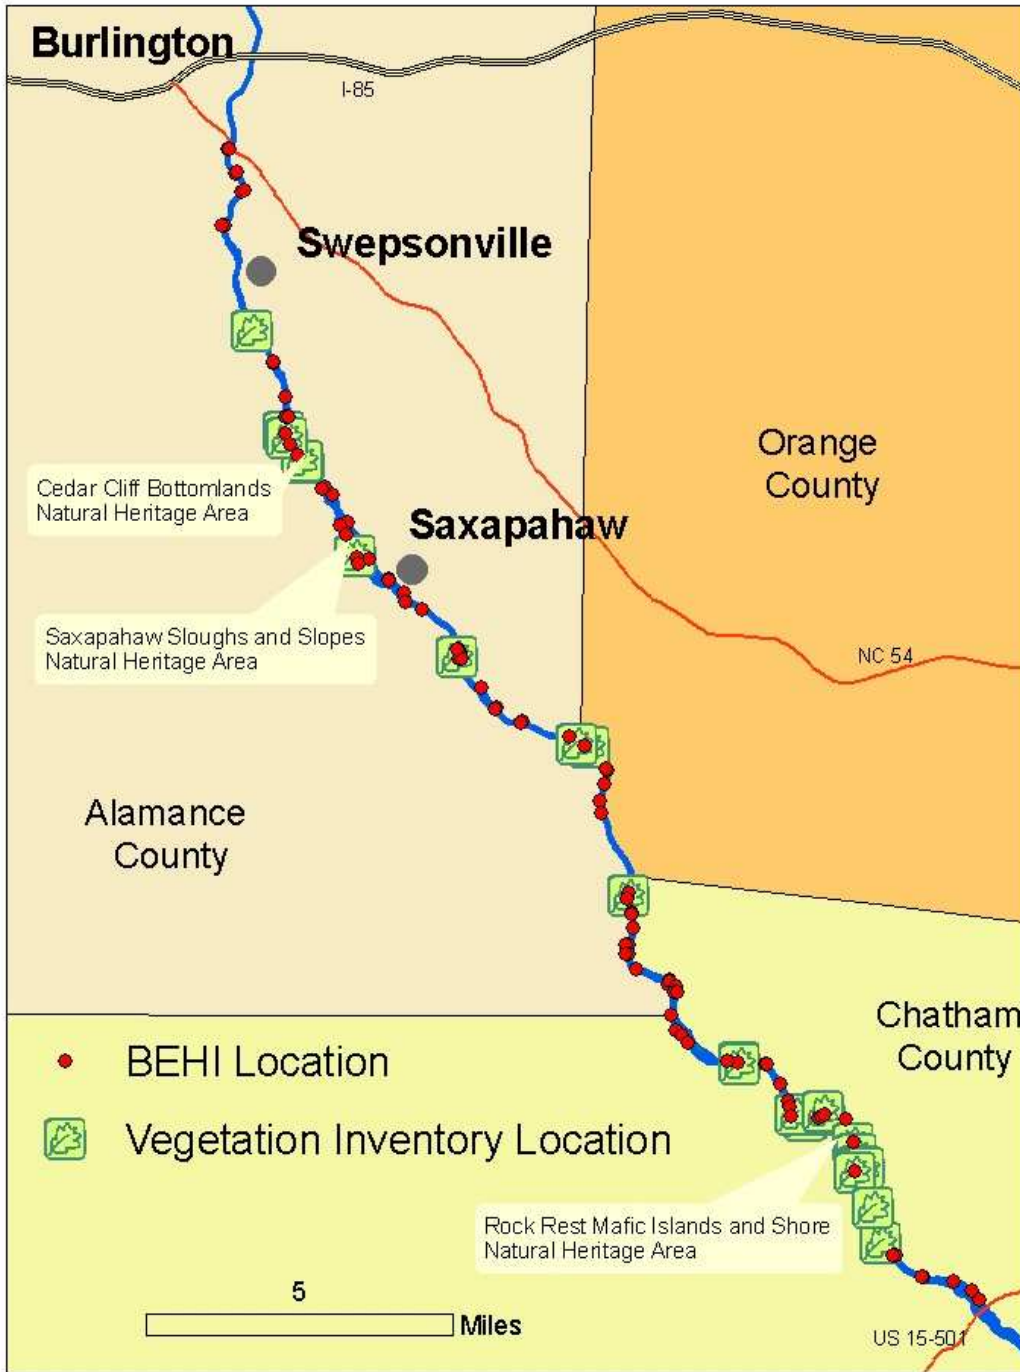 Burlington
I-85
Swepsonville
Orange
County
Cedar Cliff Bottomlands
Natural Heritage Area
Saxapahaw
Saxapahaw Sloughs and Slopes
Natural Heritage Area
NC 54
Alamance
County
Chatham
County
BEHI Location
Vegetation Inventory Location
Rock Rest Mafic Islands and Shore
Natural Heritage Area
5
Miles
US 15-501